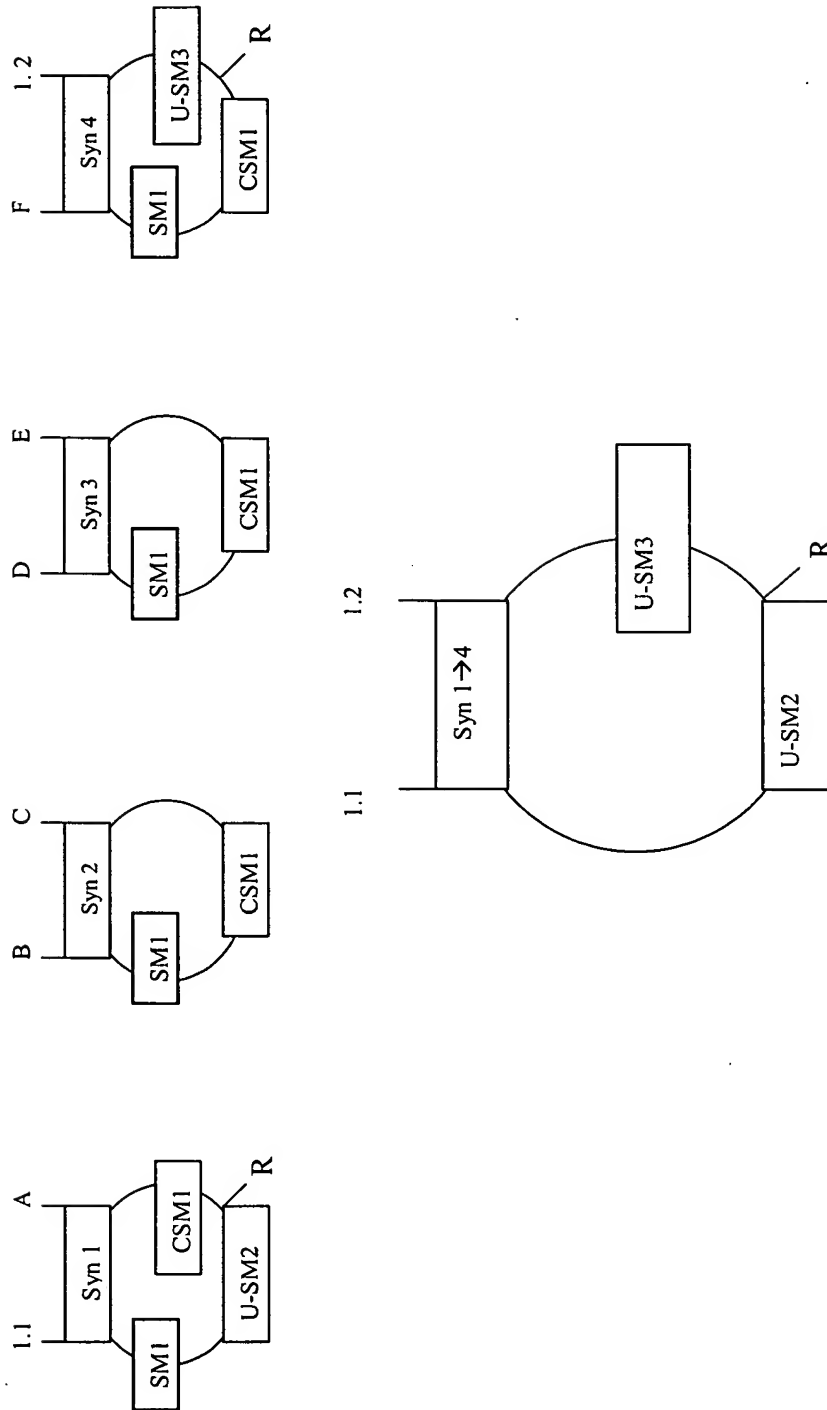 1.1 A
Syn 1
SM1
CSM1
U-SM2
R
B C
Syn 2
SM1
CSM1
D E
Syn 3
SM1
CSM1
F 1.2
Syn 4
SM1
U-SM3
CSM1
R
1.1 1.2
Syn 1→4
U-SM3
U-SM2
R